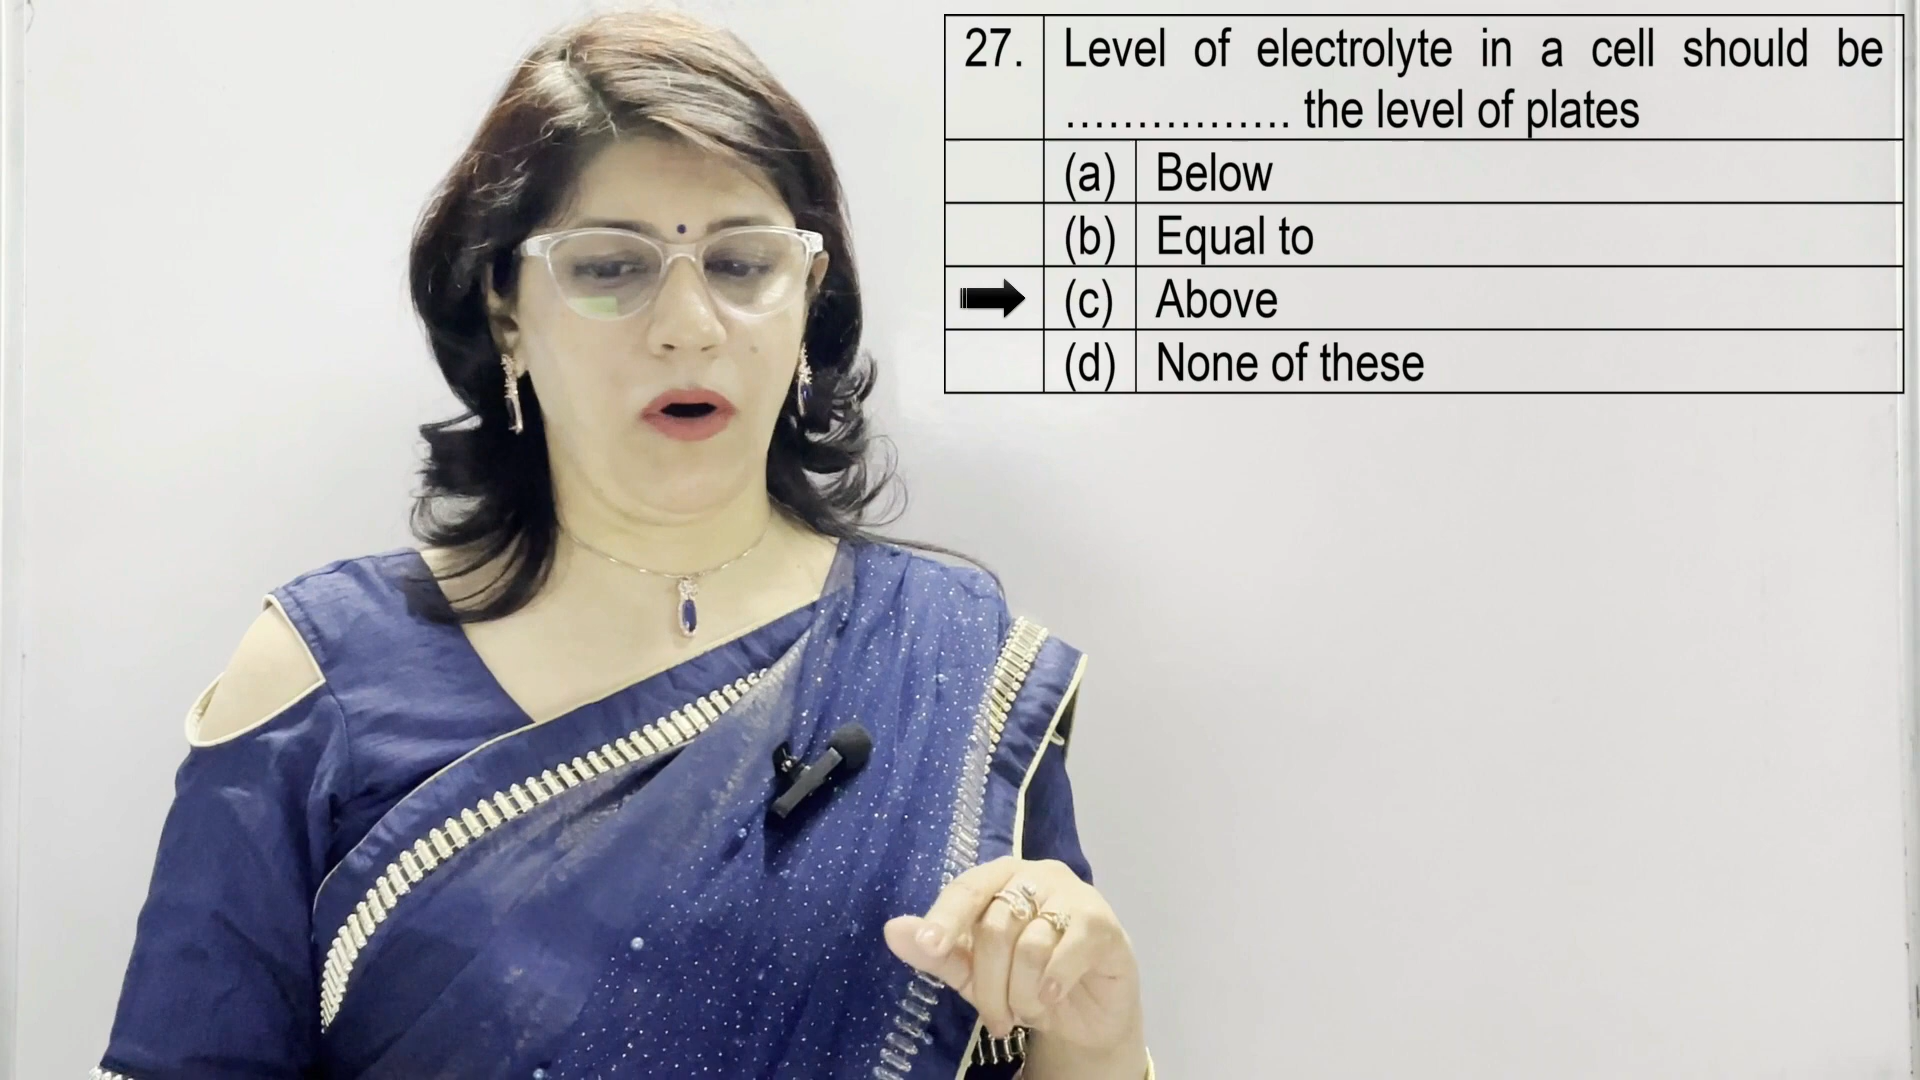 27. Level of electrolyte in a cell should be
................ the level of plates
(a) Below
(b) Equal to
(c) Above
(d) None of these